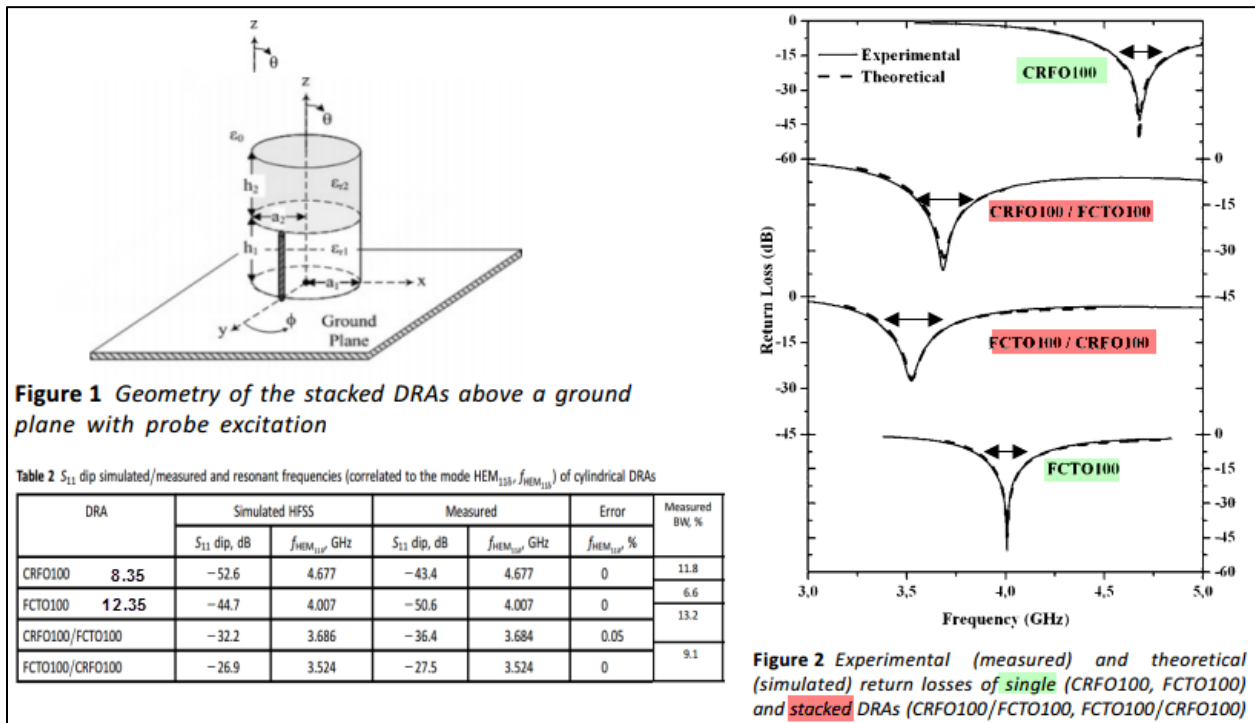 z
θ
z
θ
ε0
h2
εr2
a2
h1
εr1
a1
x
y
ϕ
Ground
Plane
Figure 1 Geometry of the stacked DRAs above a ground
plane with probe excitation
Table 2 S11 dip simulated/measured and resonant frequencies (correlated to the mode HEM11δ, fHEM11δ) of cylindrical DRAs
DRA Simulated HFSS Measured Error Measured BW, %
S11 dip, dB fHEM11δ, GHz S11 dip, dB fHEM11δ, GHz fHEM11δ, %
CRFO100 8.35 −52.6 4.677 −43.4 4.677 0 11.8
FCTO100 12.35 −44.7 4.007 −50.6 4.007 0 6.6
CRFO100/FCTO100 −32.2 3.686 −36.4 3.684 0.05 13.2
FCTO100/CRFO100 −26.9 3.524 −27.5 3.524 0 9.1
0
-15
-30
-45
-60
0
-15
-30
-45
0
-15
-30
-45
0
-15
-30
-45
-60
Experimental
Theoretical
CRFO100
CRFO100 / FCTO100
FCTO100 / CRFO100
FCTO100
Return Loss (dB)
3,0 3,5 4,0 4,5 5,0
Frequency (GHz)
Figure 2 Experimental (measured) and theoretical
(simulated) return losses of single (CRFO100, FCTO100)
and stacked DRAs (CRFO100/FCTO100, FCTO100/CRFO100)